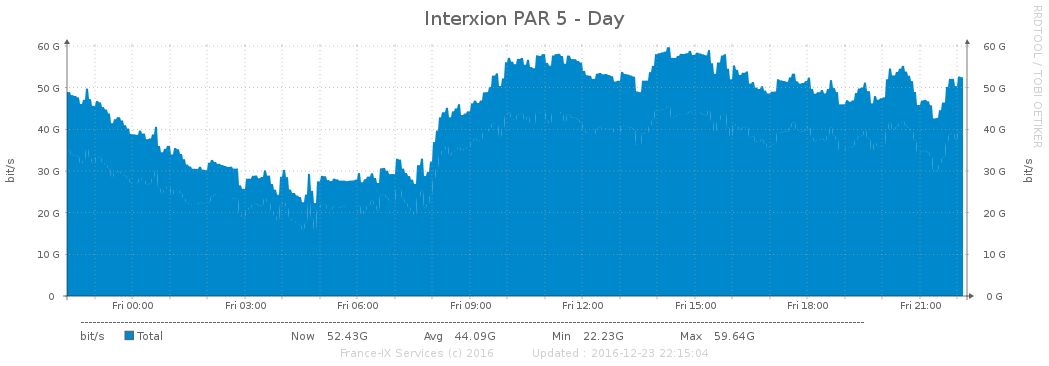 Interxion PAR 5 - Day
RRDTOOL / TOBI OETIKER
bit/s
60 G
50 G
40 G
30 G
20 G
10 G
0
60 G
50 G
40 G
30 G
20 G
10 G
0 G
bit/s
Fri 00:00 Fri 03:00 Fri 06:00 Fri 09:00 Fri 12:00 Fri 15:00 Fri 18:00 Fri 21:00
bit/s Total Now 52.43G Avg 44.09G Min 22.23G Max 59.64G
France-IX Services (c) 2016 Updated : 2016-12-23 22:15:04